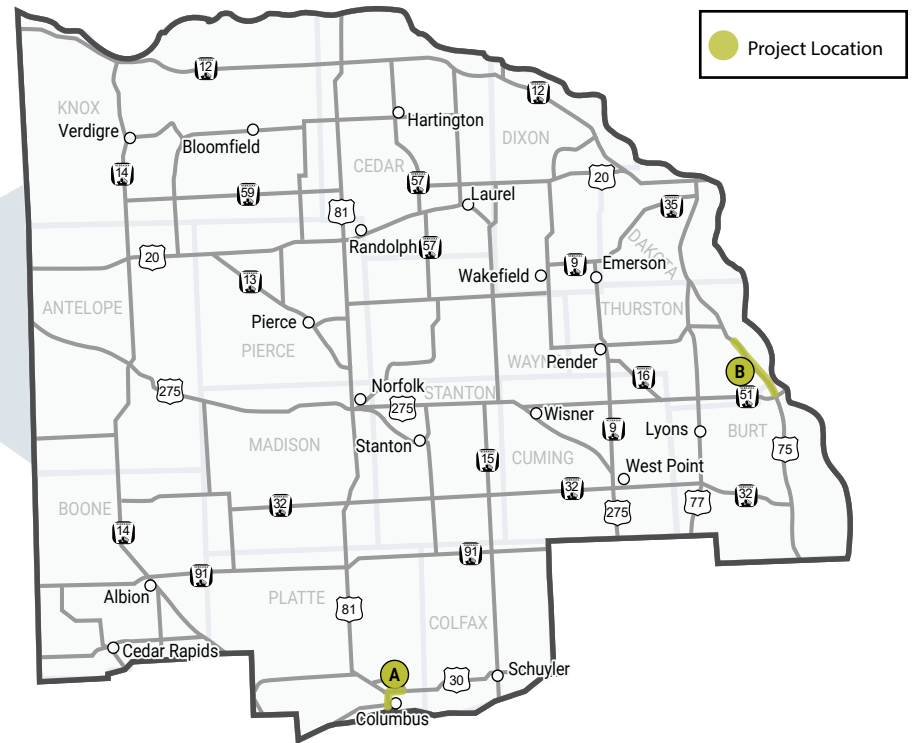 Project Location
12
KNOX
12
Hartington
Verdigre
Bloomfield
DIXON
CEDAR
14
57
20
59
Laurel
81
35
Randolph
57
DAKOTA
20
Wakefield
9
Emerson
13
ANTELOPE
THURSTON
Pierce
PIERCE
WAYN
Pender
B
16
275
Norfolk
STANTON
51
275
Wisner
9
Lyons
BURT
MADISON
Stanton
75
15
CUMING
West Point
32
32
32
BOONE
77
275
14
91
91
Albion
PLATTE
81
COLFAX
Cedar Rapids
A
30
Schuyler
Columbus